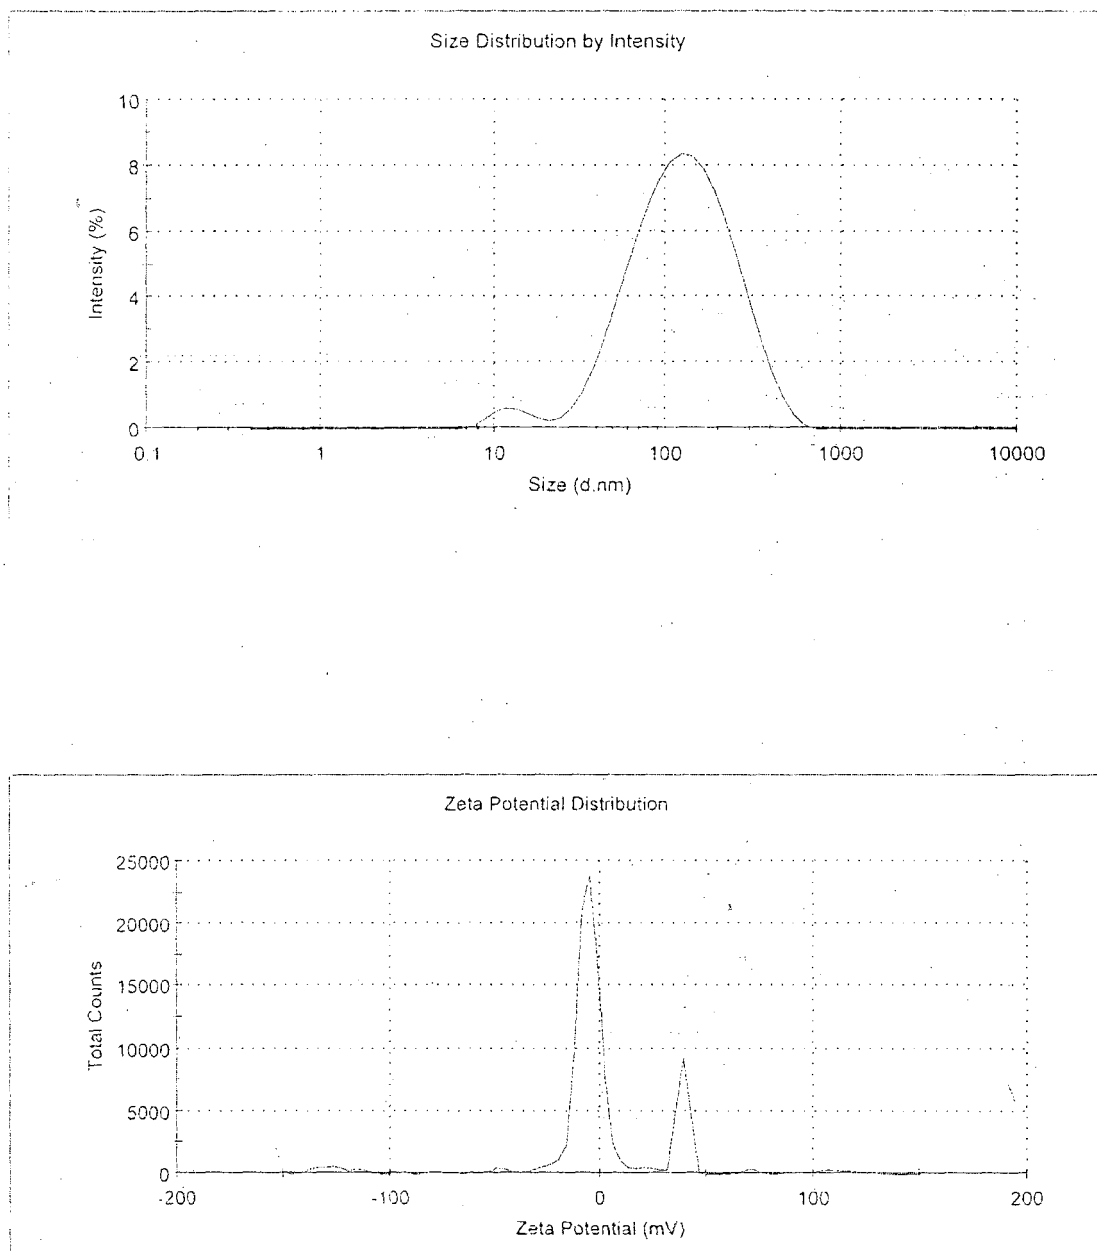 Size Distribution by Intensity
10
8
6
4
2
0
Intensity (%)
0.1 1 10 100 1000 10000
Size (d.nm)
Zeta Potential Distribution
25000
20000
15000
10000
5000
0
Total Counts
-200 -100 0 100 200
Zeta Potential (mV)